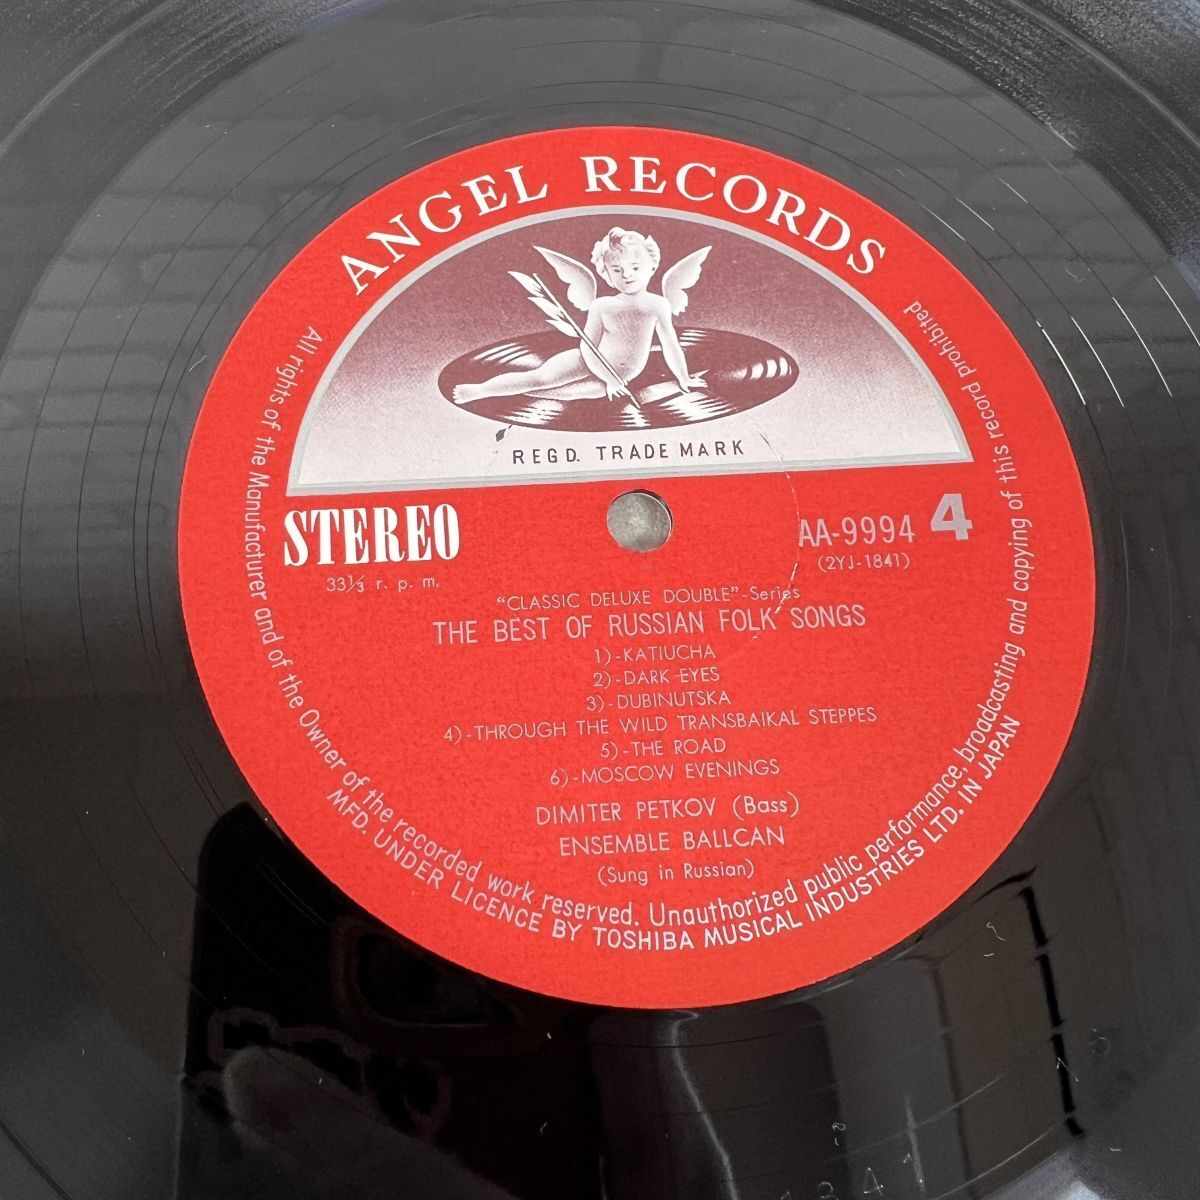 ANGEL RECORDS
REGD. TRADE MARK
STEREO
33⅓ r. p. m.
AA-9994 4
(2YJ-1841)
"CLASSIC DELUXE DOUBLE"-Series
THE BEST OF RUSSIAN FOLK SONGS
1)-KATIUCHA
2)-DARK EYES
3)-DUBINUTSKA
4)-THROUGH THE WILD TRANSBAIKAL STEPPES
5)-THE ROAD
6)-MOSCOW EVENINGS
DIMITER PETKOV (Bass)
ENSEMBLE BALLCAN
(Sung in Russian)
All rights of the Manufacturer and of the Owner of the recorded work reserved. Unauthorized public performance, broadcasting and copying of this record prohibited
MFD. UNDER LICENCE BY TOSHIBA MUSICAL INDUSTRIES LTD. IN JAPAN